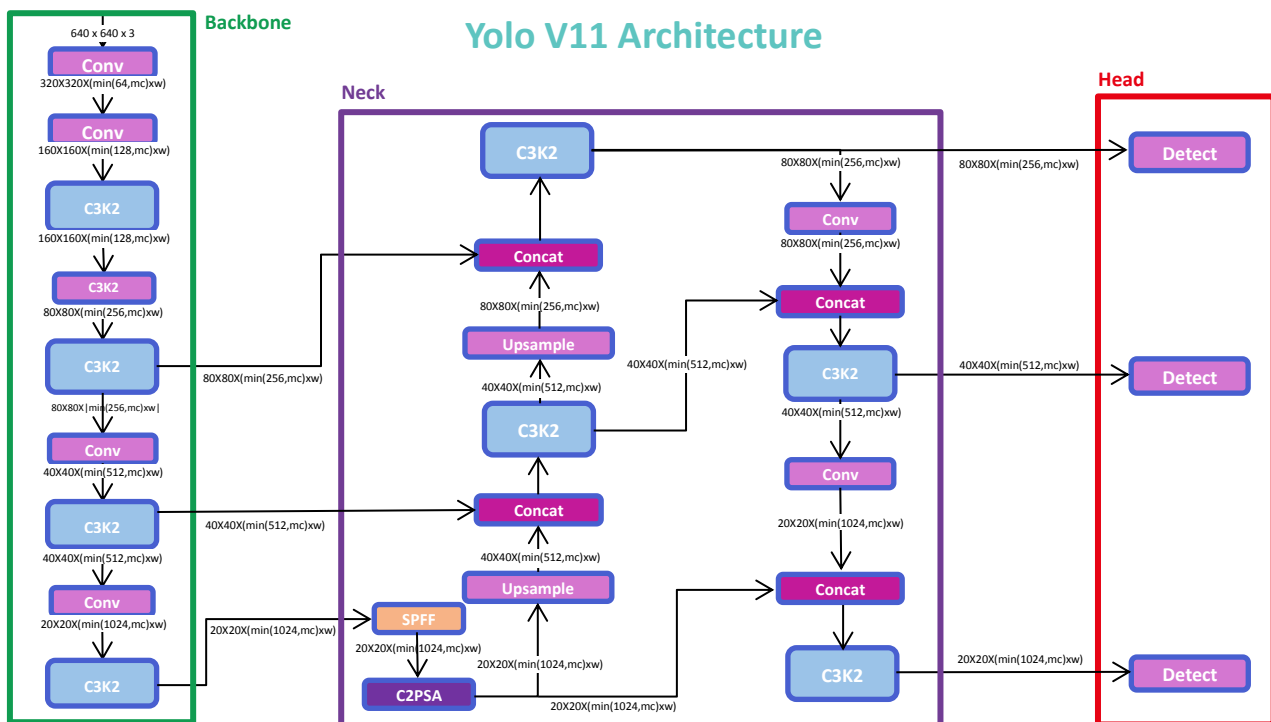 Yolo V11 Architecture
Backbone
640 x 640 x 3
Conv
320X320X(min(64,mc)xw)
Conv
160X160X(min(128,mc)xw)
C3K2
160X160X(min(128,mc)xw)
C3K2
80X80X(min(256,mc)xw)
C3K2
80X80X(min(256,mc)xw)
80X80X|min(256,mc)xw|
Conv
40X40X(min(512,mc)xw)
C3K2
40X40X(min(512,mc)xw)
40X40X(min(512,mc)xw)
Conv
20X20X(min(1024,mc)xw)
C3K2
20X20X(min(1024,mc)xw)
Neck
C3K2
Concat
80X80X(min(256,mc)xw)
Upsample
40X40X(min(512,mc)xw)
C3K2
40X40X(min(512,mc)xw)
Concat
40X40X(min(512,mc)xw)
Upsample
SPFF
20X20X(min(1024,mc)xw)
20X20X(min(1024,mc)xw)
C2PSA
20X20X(min(1024,mc)xw)
80X80X(min(256,mc)xw)
Conv
80X80X(min(256,mc)xw)
Concat
C3K2
40X40X(min(512,mc)xw)
Conv
20X20X(min(1024,mc)xw)
Concat
C3K2
Head
80X80X(min(256,mc)xw)
Detect
40X40X(min(512,mc)xw)
Detect
20X20X(min(1024,mc)xw)
Detect